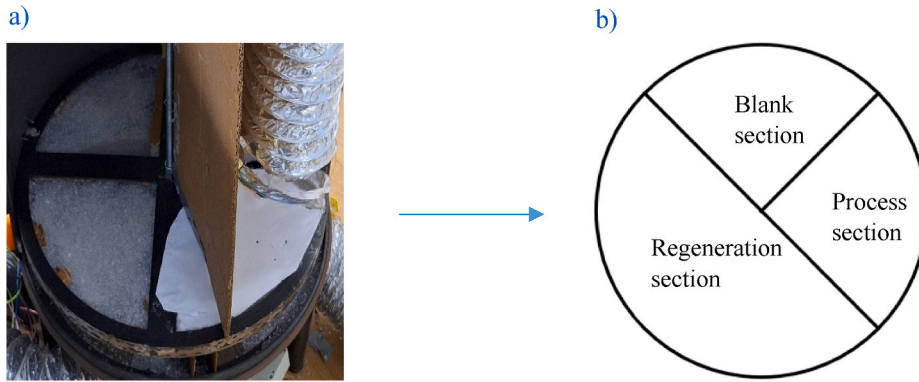 a)
b)
Blank
section
Process
section
Regeneration
section